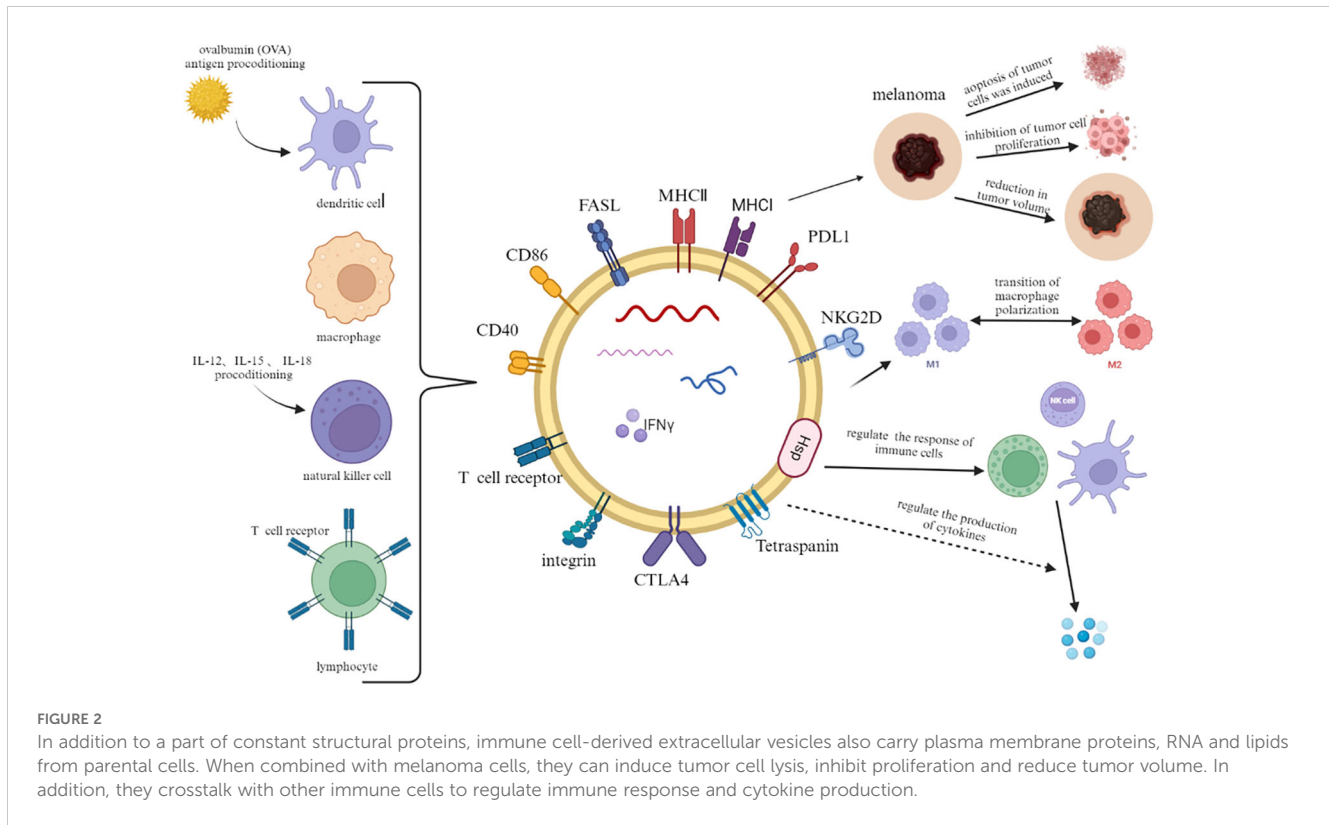 ovalbumin (OVA)
antigen procoditioning
dendritic cell
macrophage
IL-12、IL-15、 IL-18
procoditioning
natural killer cell
T cell receptor
lymphocyte
FASL
MHCⅡ
MHCI
PDL1
CD86
NKG2D
CD40
IFNγ
T cell receptor
Hsp
integrin
CTLA4
Tetraspanin
melanoma
aoptosis of tumor
cells was induced
inhibition of tumor cell
proliferation
reduction in
tumor volume
transition of
macrophage
polarization
M1
M2
NK cell
regulate the response of
immune cells
regulate the production
of cytokines
FIGURE 2
In addition to a part of constant structural proteins, immune cell-derived extracellular vesicles also carry plasma membrane proteins, RNA and lipids
from parental cells. When combined with melanoma cells, they can induce tumor cell lysis, inhibit proliferation and reduce tumor volume. In
addition, they crosstalk with other immune cells to regulate immune response and cytokine production.